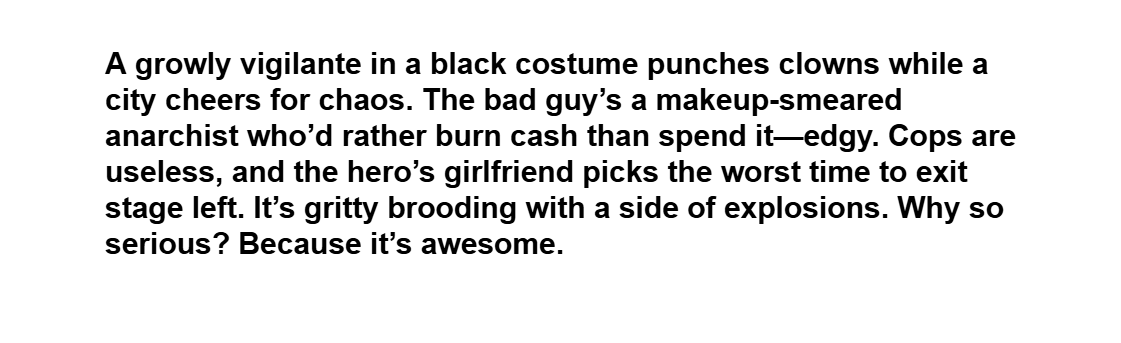 A growly vigilante in a black costume punches clowns while a
city cheers for chaos. The bad guy’s a makeup-smeared
anarchist who’d rather burn cash than spend it—edgy. Cops are
useless, and the hero’s girlfriend picks the worst time to exit
stage left. It’s gritty brooding with a side of explosions. Why so
serious? Because it’s awesome.